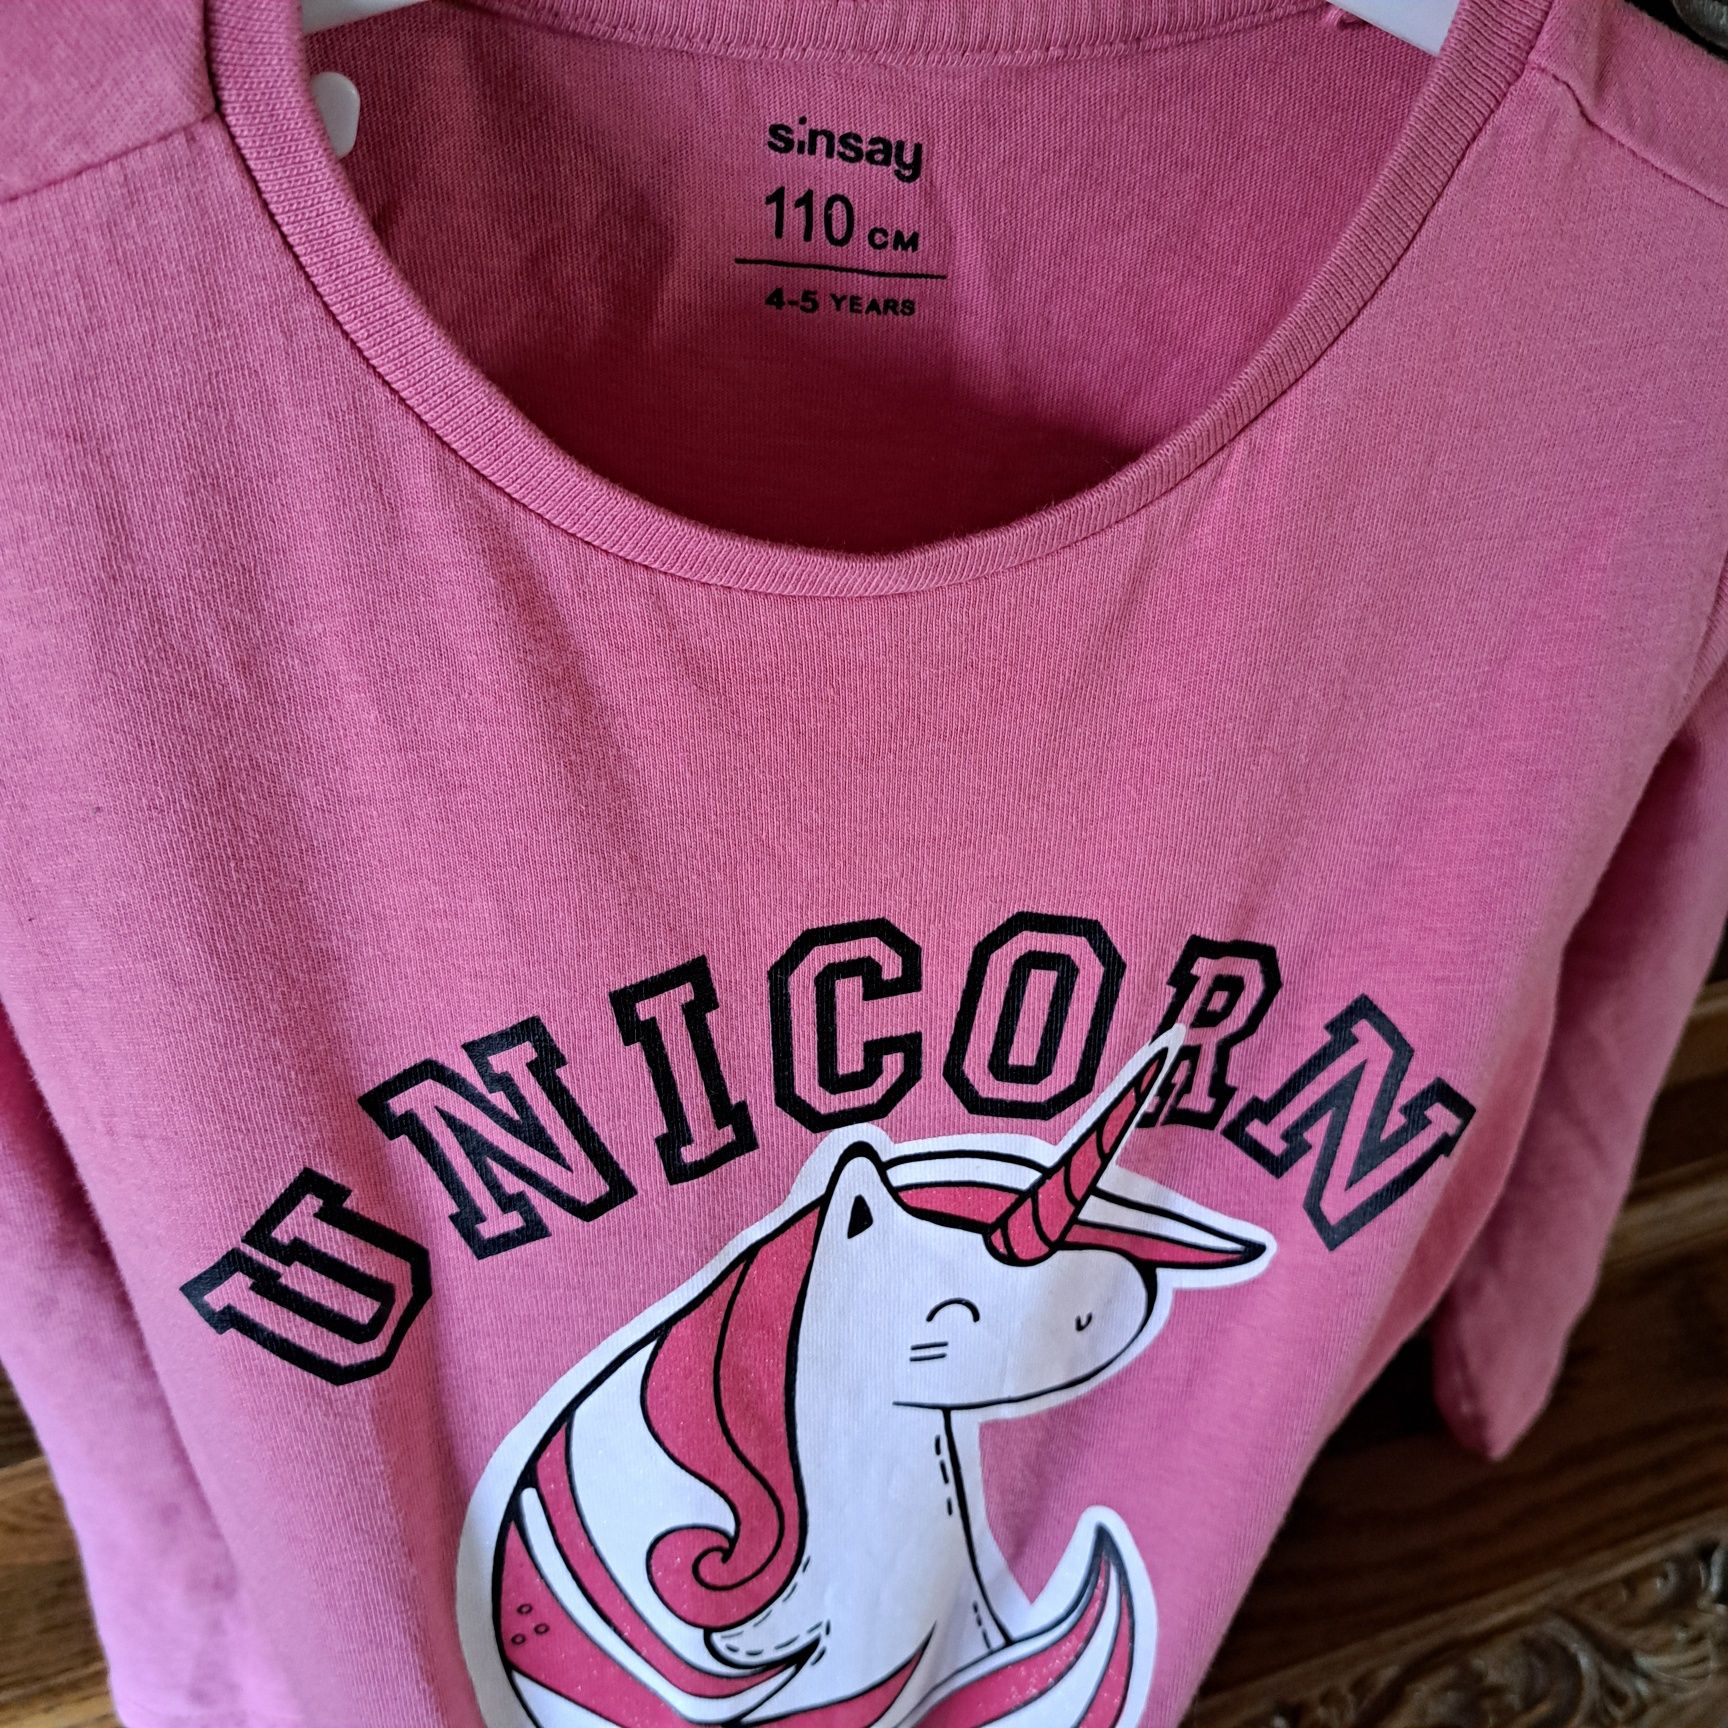 sinsay
110 CM
4-5 YEARS
UNICORN